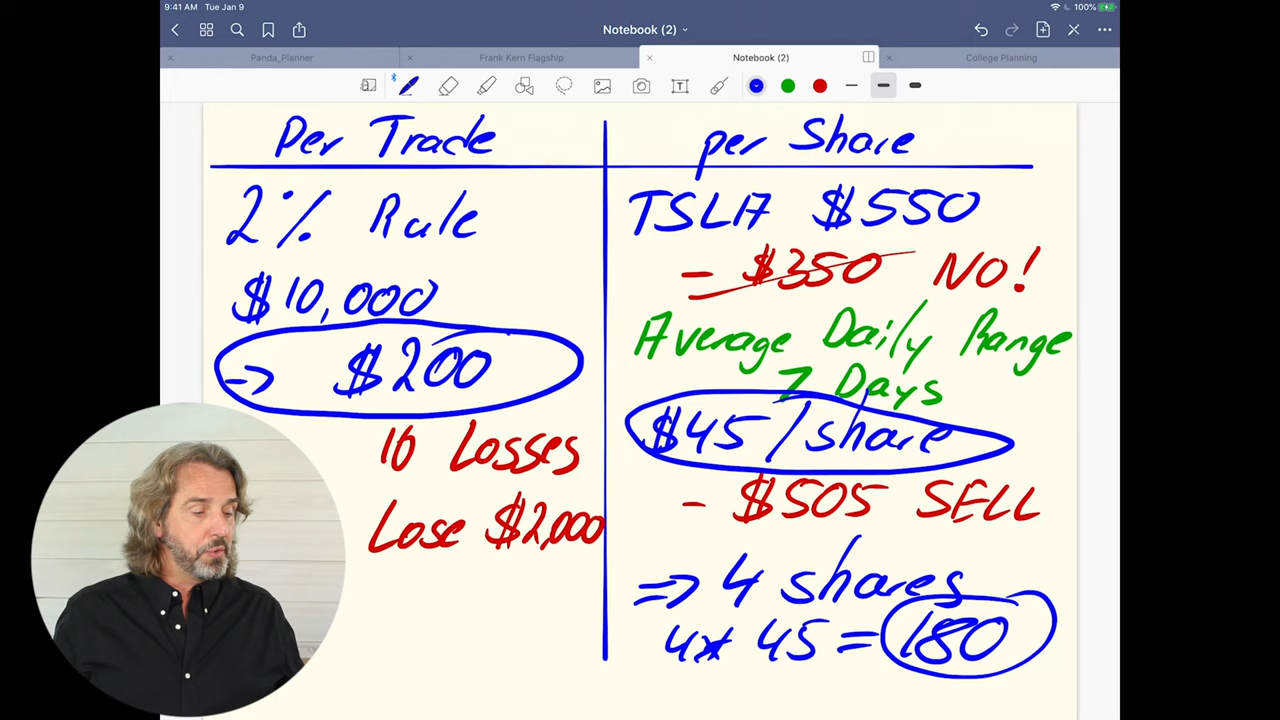 9:41 AM Tue Jan 9
100%
Notebook (2)
Panda_Planner
Frank Kern Flagship
Notebook (2)
College Planning
Per Trade
2% Rule
$10,000
=> $200
10 Losses
Lose $2,000
per Share
TSLA $550
- $350 NO!
Average Daily Range
7 Days
$45/share
- $505 SELL
=> 4 shares
4* 45 = 180